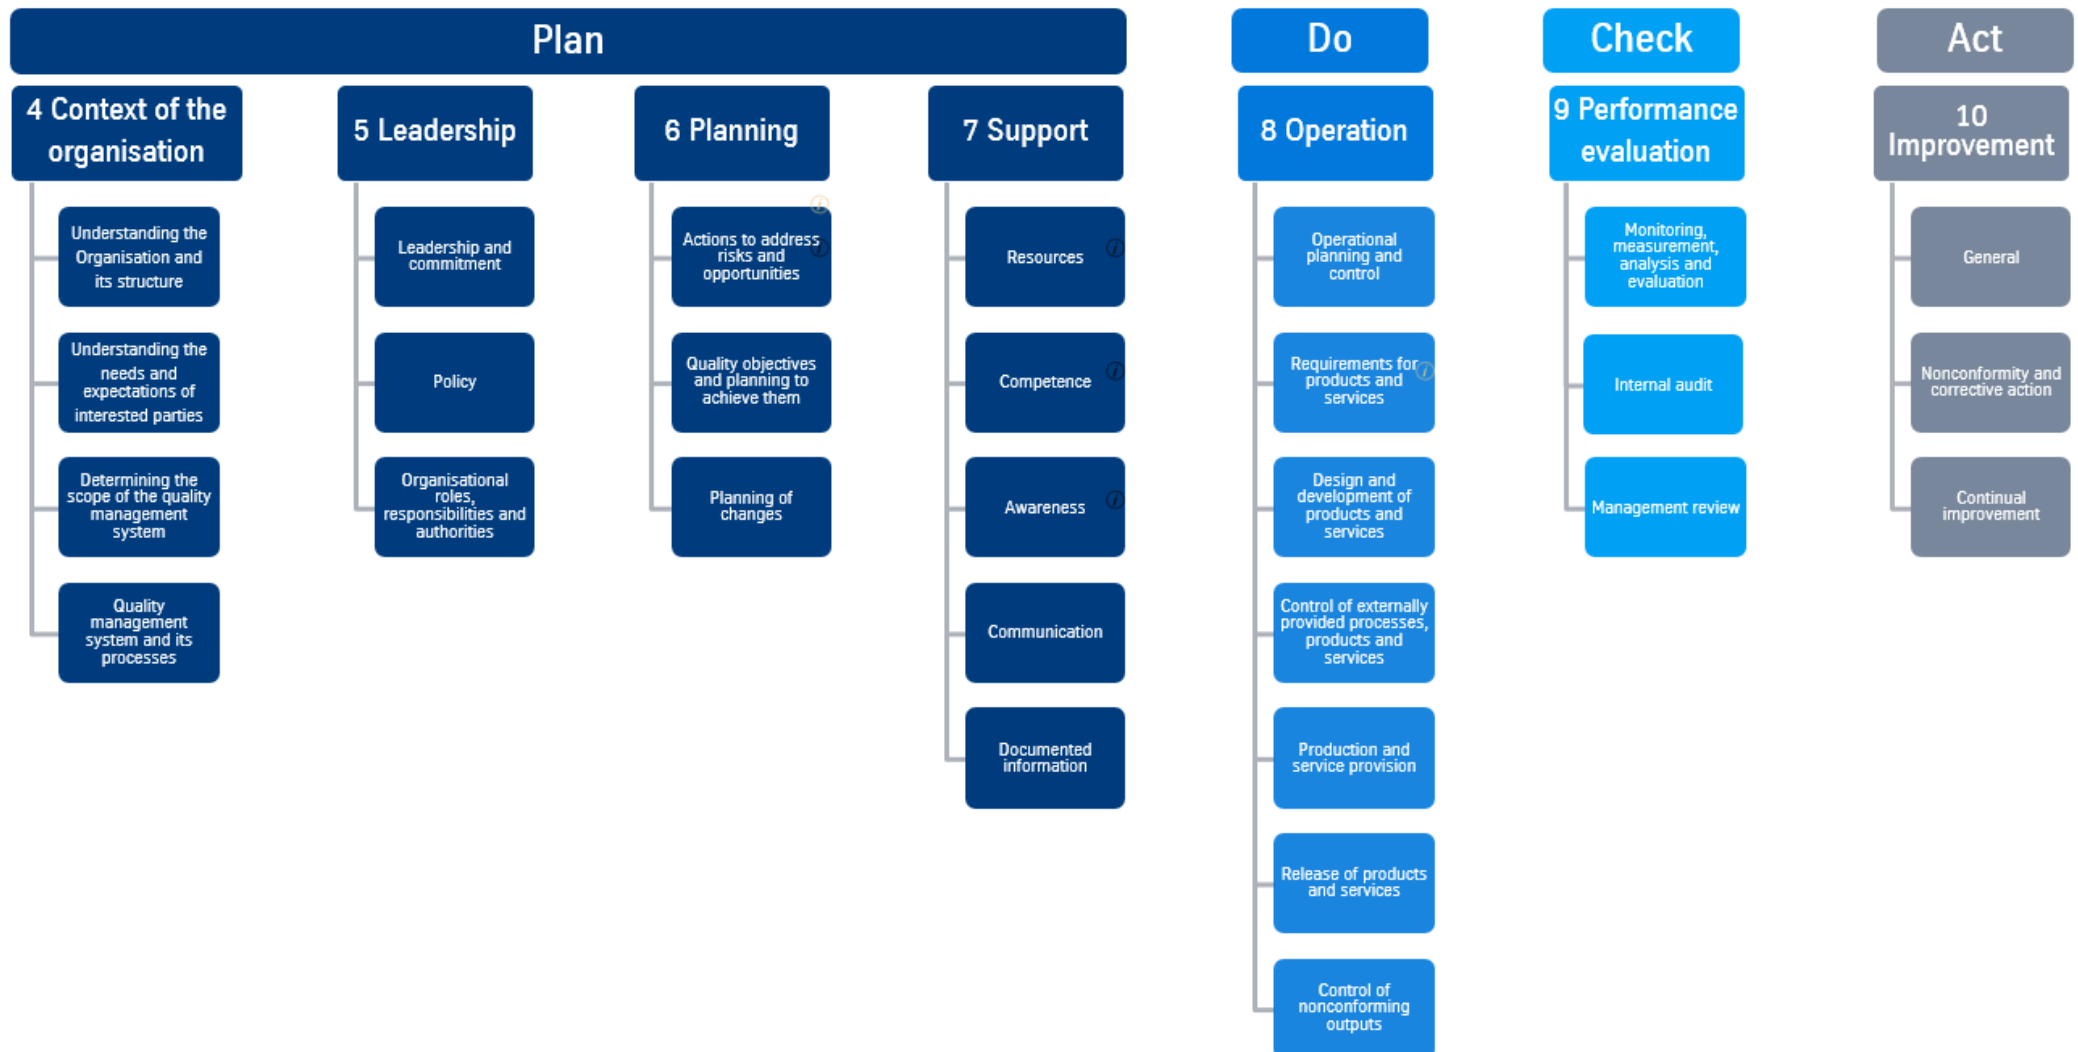 Plan
Do
Check
Act
4 Context of the
organisation
5 Leadership
6 Planning
7 Support
8 Operation
9 Performance
evaluation
10
Improvement
Understanding the
Organisation and
its structure
Understanding the
needs and
expectations of
interested parties
Determining the
scope of the quality
management
system
Quality
management
system and its
processes
Leadership and
commitment
Policy
Organisational
roles,
responsibilities and
authorities
Actions to address
risks and
opportunities
Quality objectives
and planning to
achieve them
Planning of
changes
Resources
Competence
Awareness
Communication
Documented
information
Operational
planning and
control
Requirements for
products and
services
Design and
development of
products and
services
Control of externally
provided processes,
products and
services
Production and
service provision
Release of products
and services
Control of
nonconforming
outputs
Monitoring,
measurement,
analysis and
evaluation
Internal audit
Management review
General
Nonconformity and
corrective action
Continual
improvement